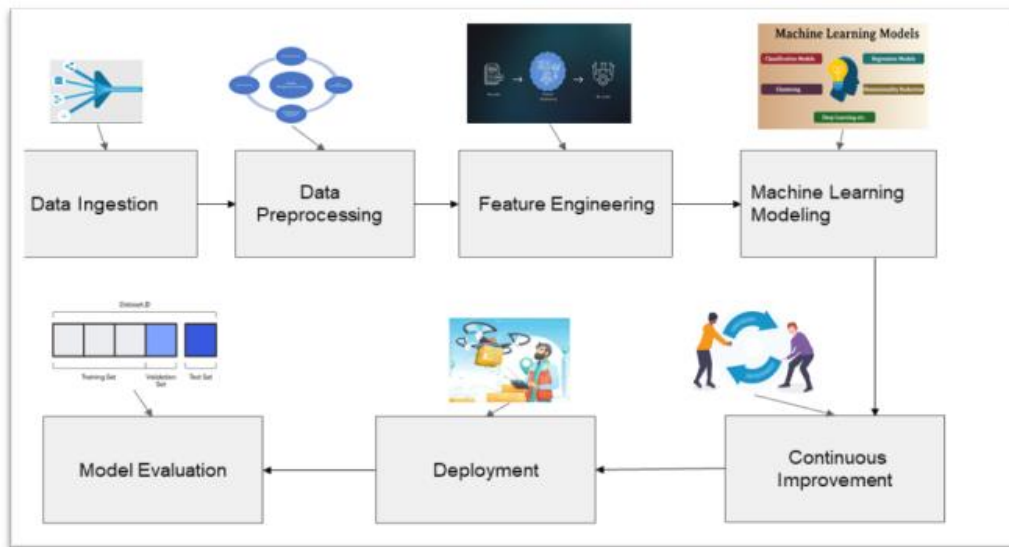 Machine Learning Models
Classification Models
Regression Models
Clustering
Dimensionality Reduction
Deep Learning etc
Data Ingestion
Data
Preprocessing
Feature Engineering
Machine Learning
Modeling
Dataset D
Training Set
Validation
Set
Test Set
Model Evaluation
Deployment
Continuous
Improvement